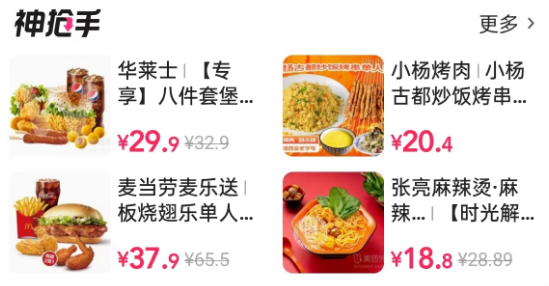 神抢手
更多 >
华莱士 | 【专
享】八件套堡...
¥29.9 ¥32.9
小杨烤肉 | 小杨
古都炒饭烤串...
¥20.4
麦当劳麦乐送 |
板烧翅乐单人...
¥37.9 ¥65.5
张亮麻辣烫·麻
辣... | 【时光解...
¥18.8 ¥28.89